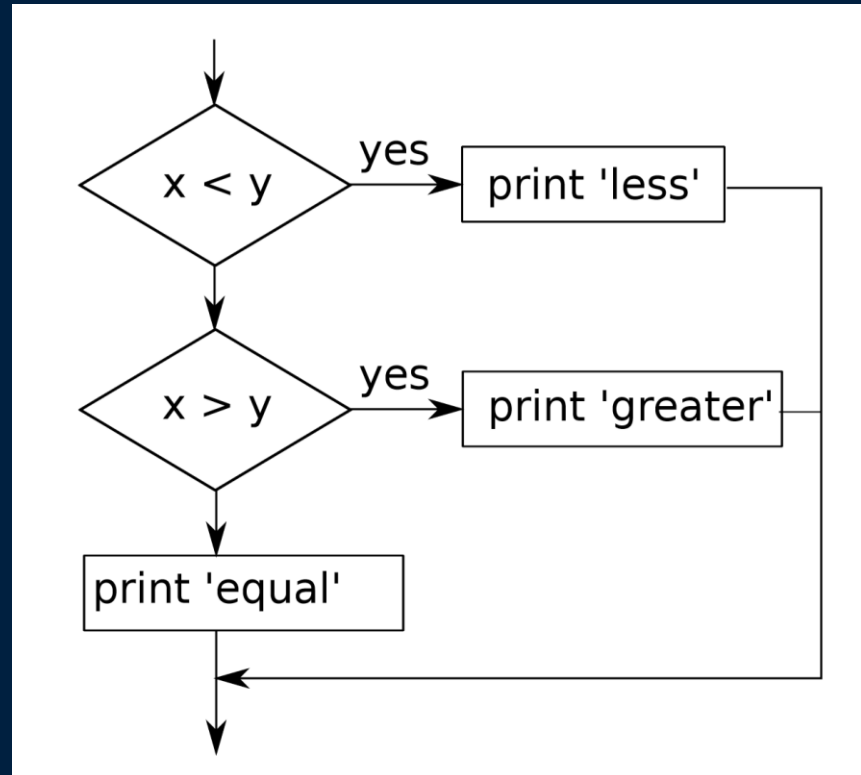 x < y
yes
print 'less'
x > y
yes
print 'greater'
print 'equal'